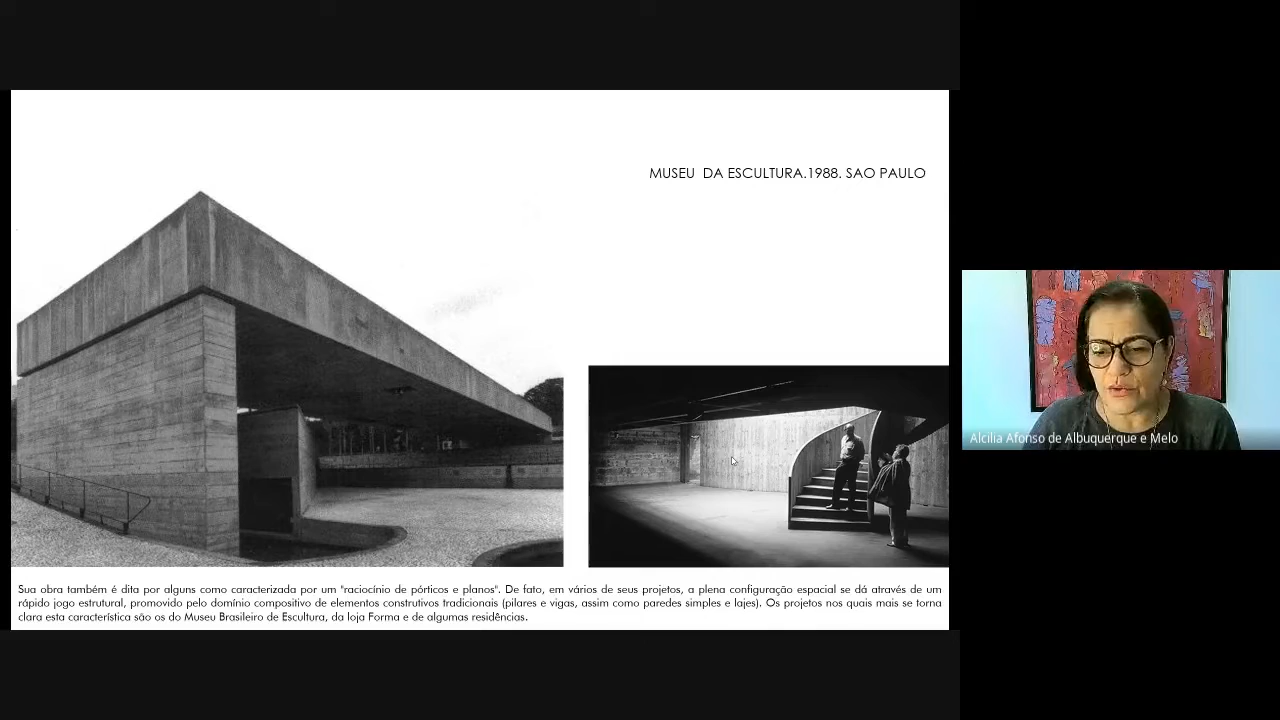 MUSEU DA ESCULTURA.1988. SAO PAULO
Alcilia Afonso de Albuquerque e Melo
Sua obra também é dita por alguns como caracterizada por um "raciocínio de pórticos e planos". De fato, em vários de seus projetos, a plena configuração espacial se dá através de um
rápido jogo estrutural, promovido pelo domínio compositivo de elementos construtivos tradicionais (pilares e vigas, assim como paredes simples e lajes). Os projetos nos quais mais se torna
clara esta característica são os do Museu Brasileiro de Escultura, da loja Forma e de algumas residências.